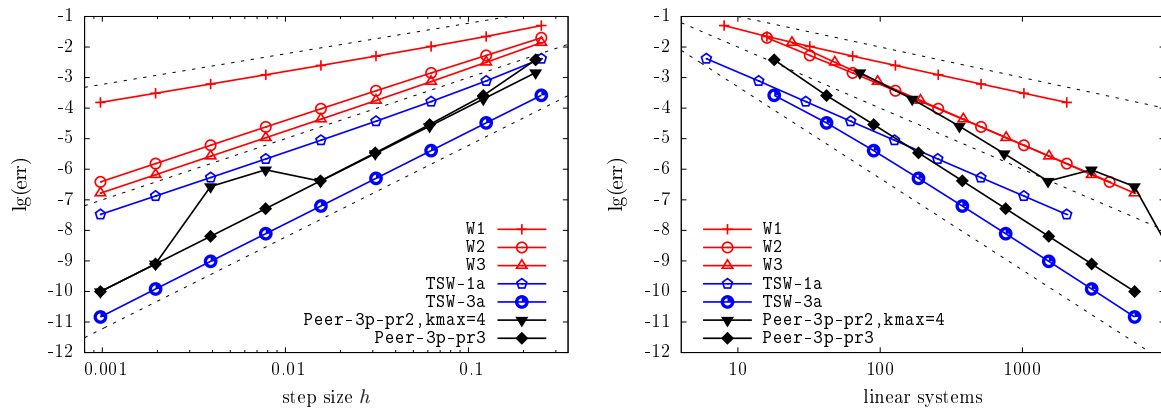 -1
-2
-3
-4
-5
-6
-7
-8
-9
-10
-11
-12
lg(err)
0.001
0.01
0.1
step size h
W1
W2
W3
TSW-1a
TSW-3a
Peer-3p-pr2,kmax=4
Peer-3p-pr3
-1
-2
-3
-4
-5
-6
-7
-8
-9
-10
-11
-12
lg(err)
10
100
1000
linear systems
W1
W2
W3
TSW-1a
TSW-3a
Peer-3p-pr2,kmax=4
Peer-3p-pr3